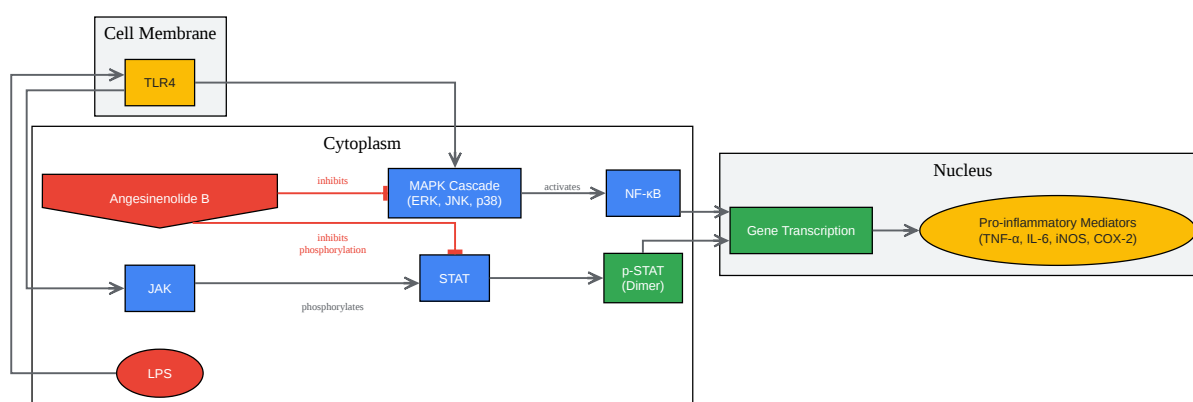 Cell Membrane
TLR4
Cytoplasm
Angesinenolide B
inhibits
MAPK Cascade
(ERK, JNK, p38)
activates
NF-κB
inhibits
phosphorylation
JAK
phosphorylates
STAT
p-STAT
(Dimer)
LPS
Nucleus
Gene Transcription
Pro-inflammatory Mediators
(TNF-α, IL-6, iNOS, COX-2)